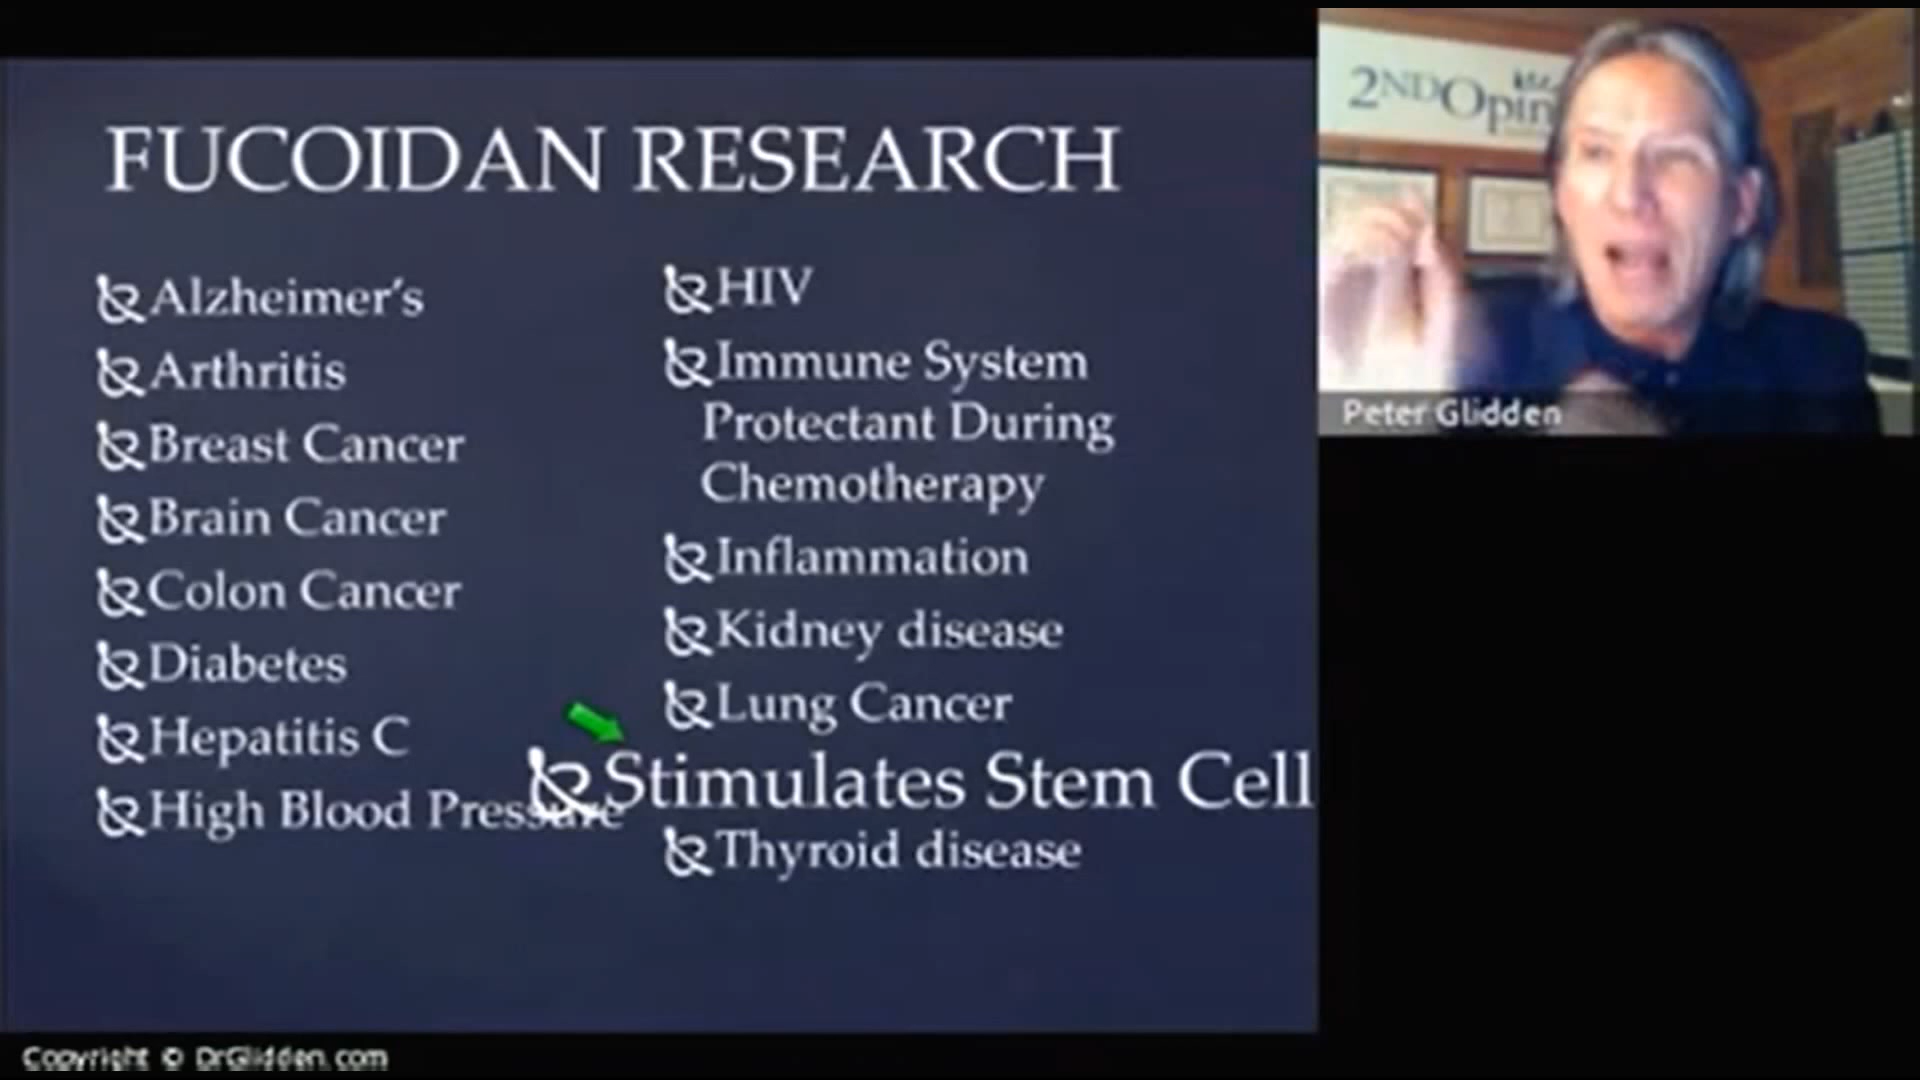 FUCOIDAN RESEARCH
Alzheimer's
Arthritis
Breast Cancer
Brain Cancer
Colon Cancer
Diabetes
Hepatitis C
High Blood Pressure
HIV
Immune System
Protectant During
Chemotherapy
Inflammation
Kidney disease
Lung Cancer
Stimulates Stem Cell
Thyroid disease
2NDOpin
Peter Glidden
Copyright © DrGlidden.com